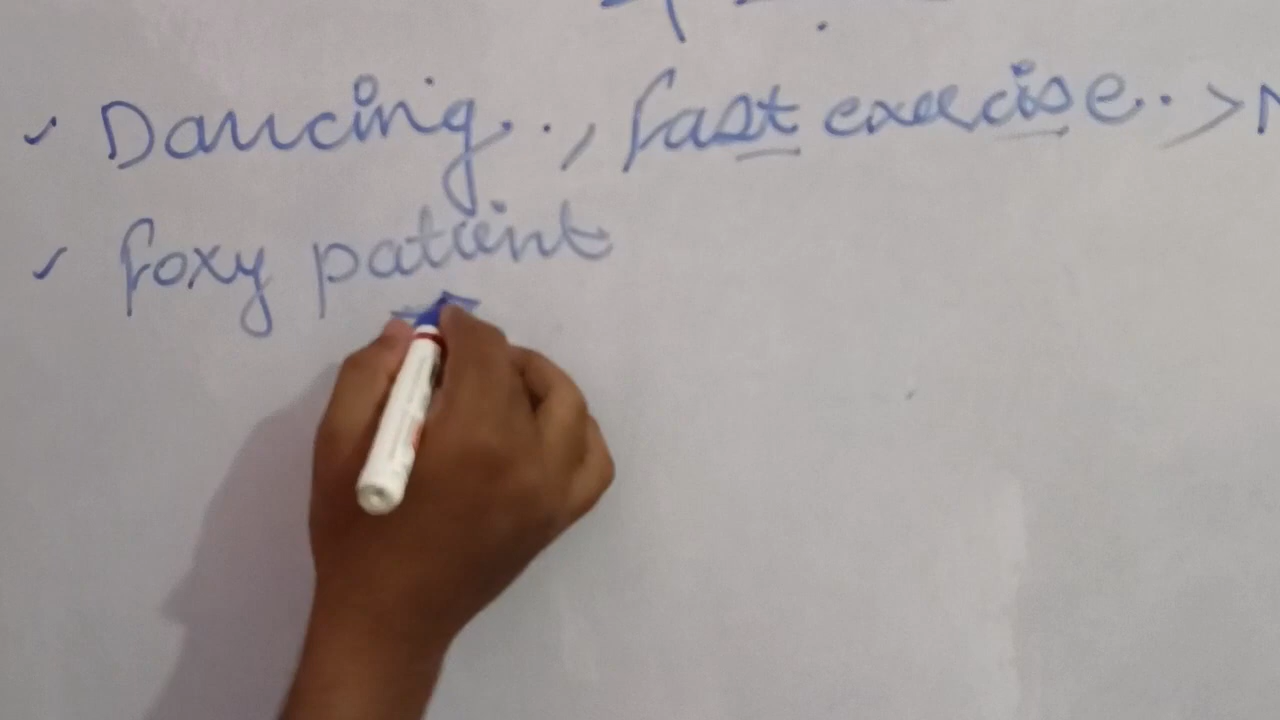 ✓ Dancing.., fast exercise.. >
✓ foxy patient